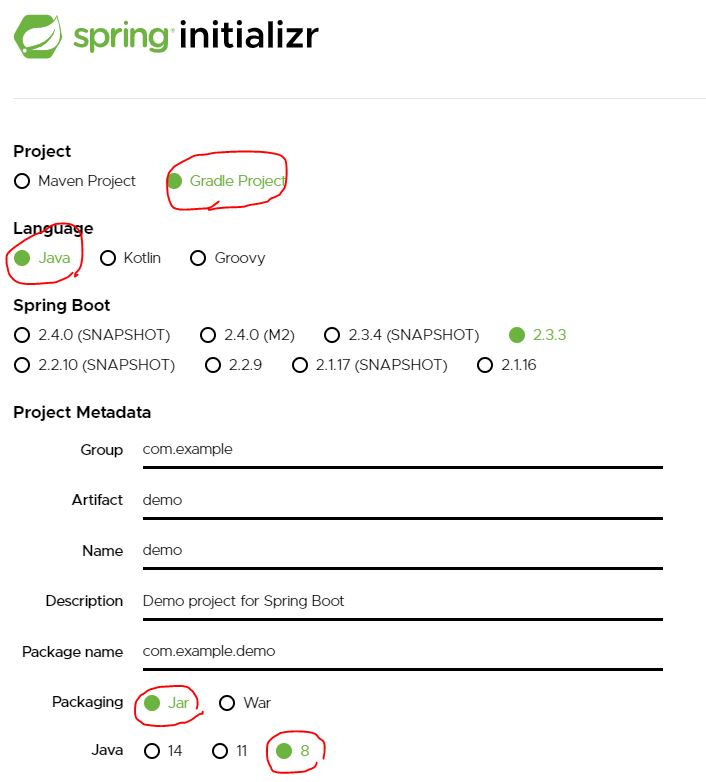 spring initializr
Project
Maven Project Gradle Project
Language
Java Kotlin Groovy
Spring Boot
2.4.0 (SNAPSHOT) 2.4.0 (M2) 2.3.4 (SNAPSHOT) 2.3.3
2.2.10 (SNAPSHOT) 2.2.9 2.1.17 (SNAPSHOT) 2.1.16
Project Metadata
Group com.example
Artifact demo
Name demo
Description Demo project for Spring Boot
Package name com.example.demo
Packaging Jar War
Java 14 11 8